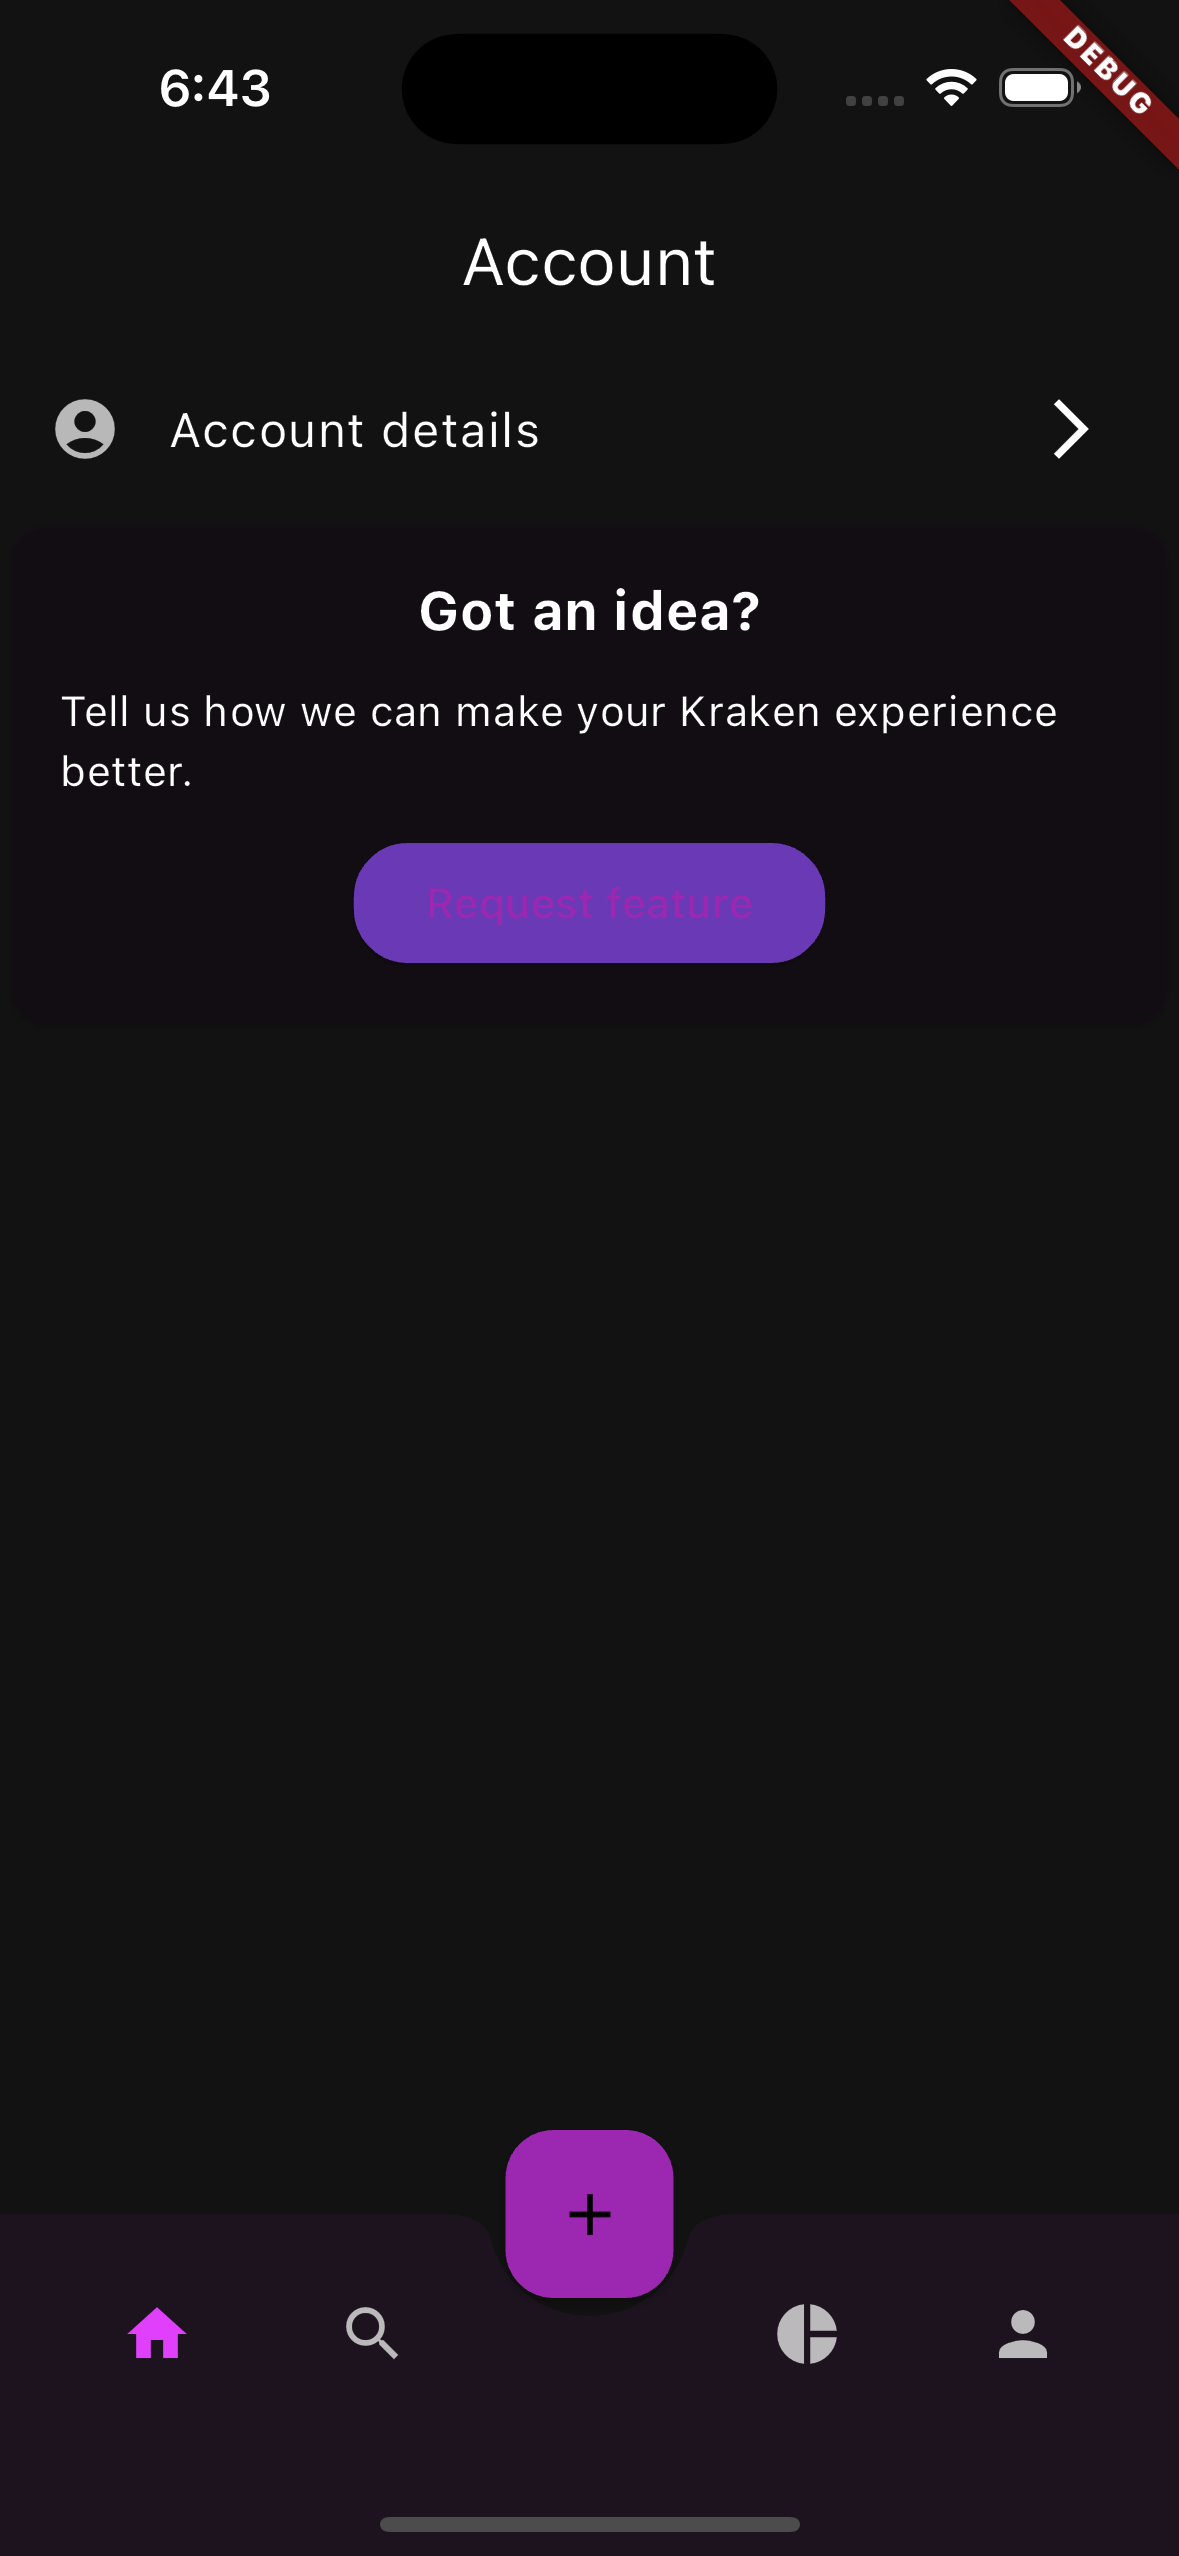 6:43
DEBUG
Account
Account details
Got an idea?
Tell us how we can make your Kraken experience
better.
Request feature